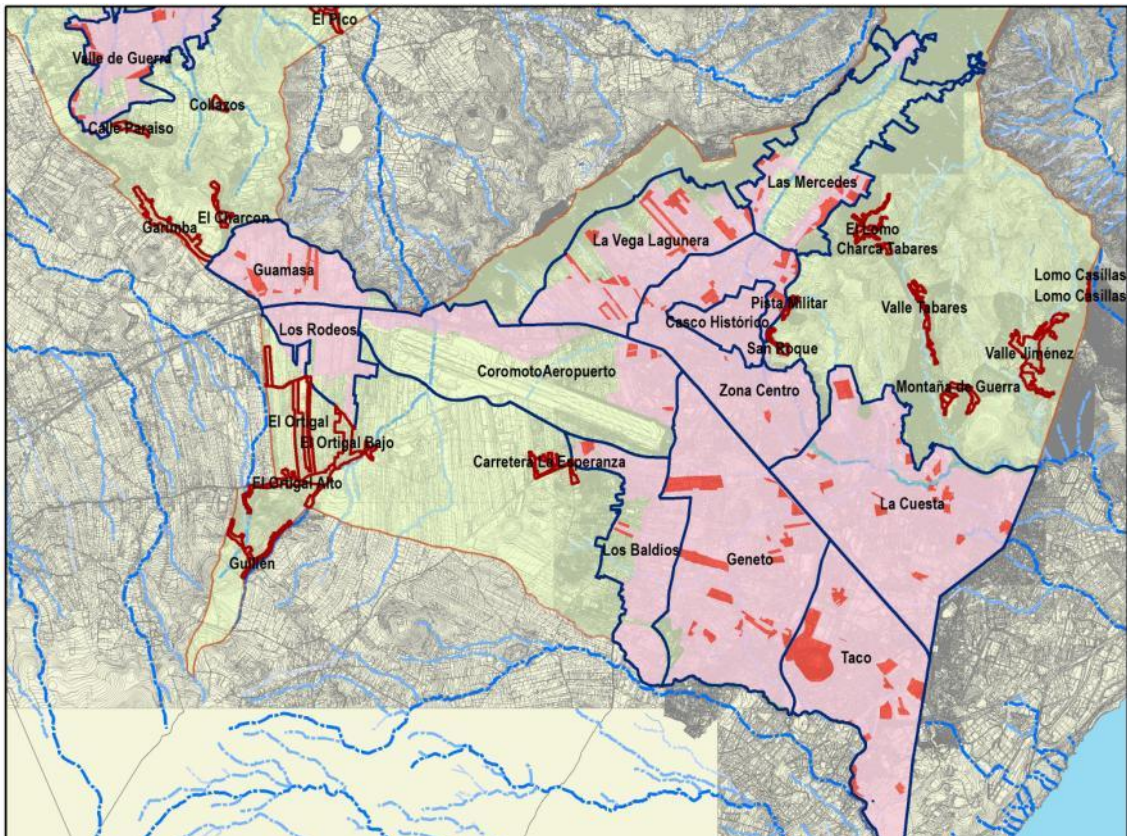 El Pico
Valle de Guerra
Collazos
Calle Paraiso
Las Mercedes
El Charcon
Garimba
El Lomo
La Vega Lagunera
Charca Tabares
Guamasa
Lomo Casillas
Lomo Casillas
Pista Militar
Valle Tabares
Casco Histórico
Los Rodeos
San Roque
Valle Jiménez
CoromotoAeropuerto
Zona Centro
Montaña de Guerra
El Ortigal
El Ortigal Bajo
Carretera La Esperanza
El Ortigal Alto
La Cuesta
Los Baldíos
Geneto
Guillén
Taco